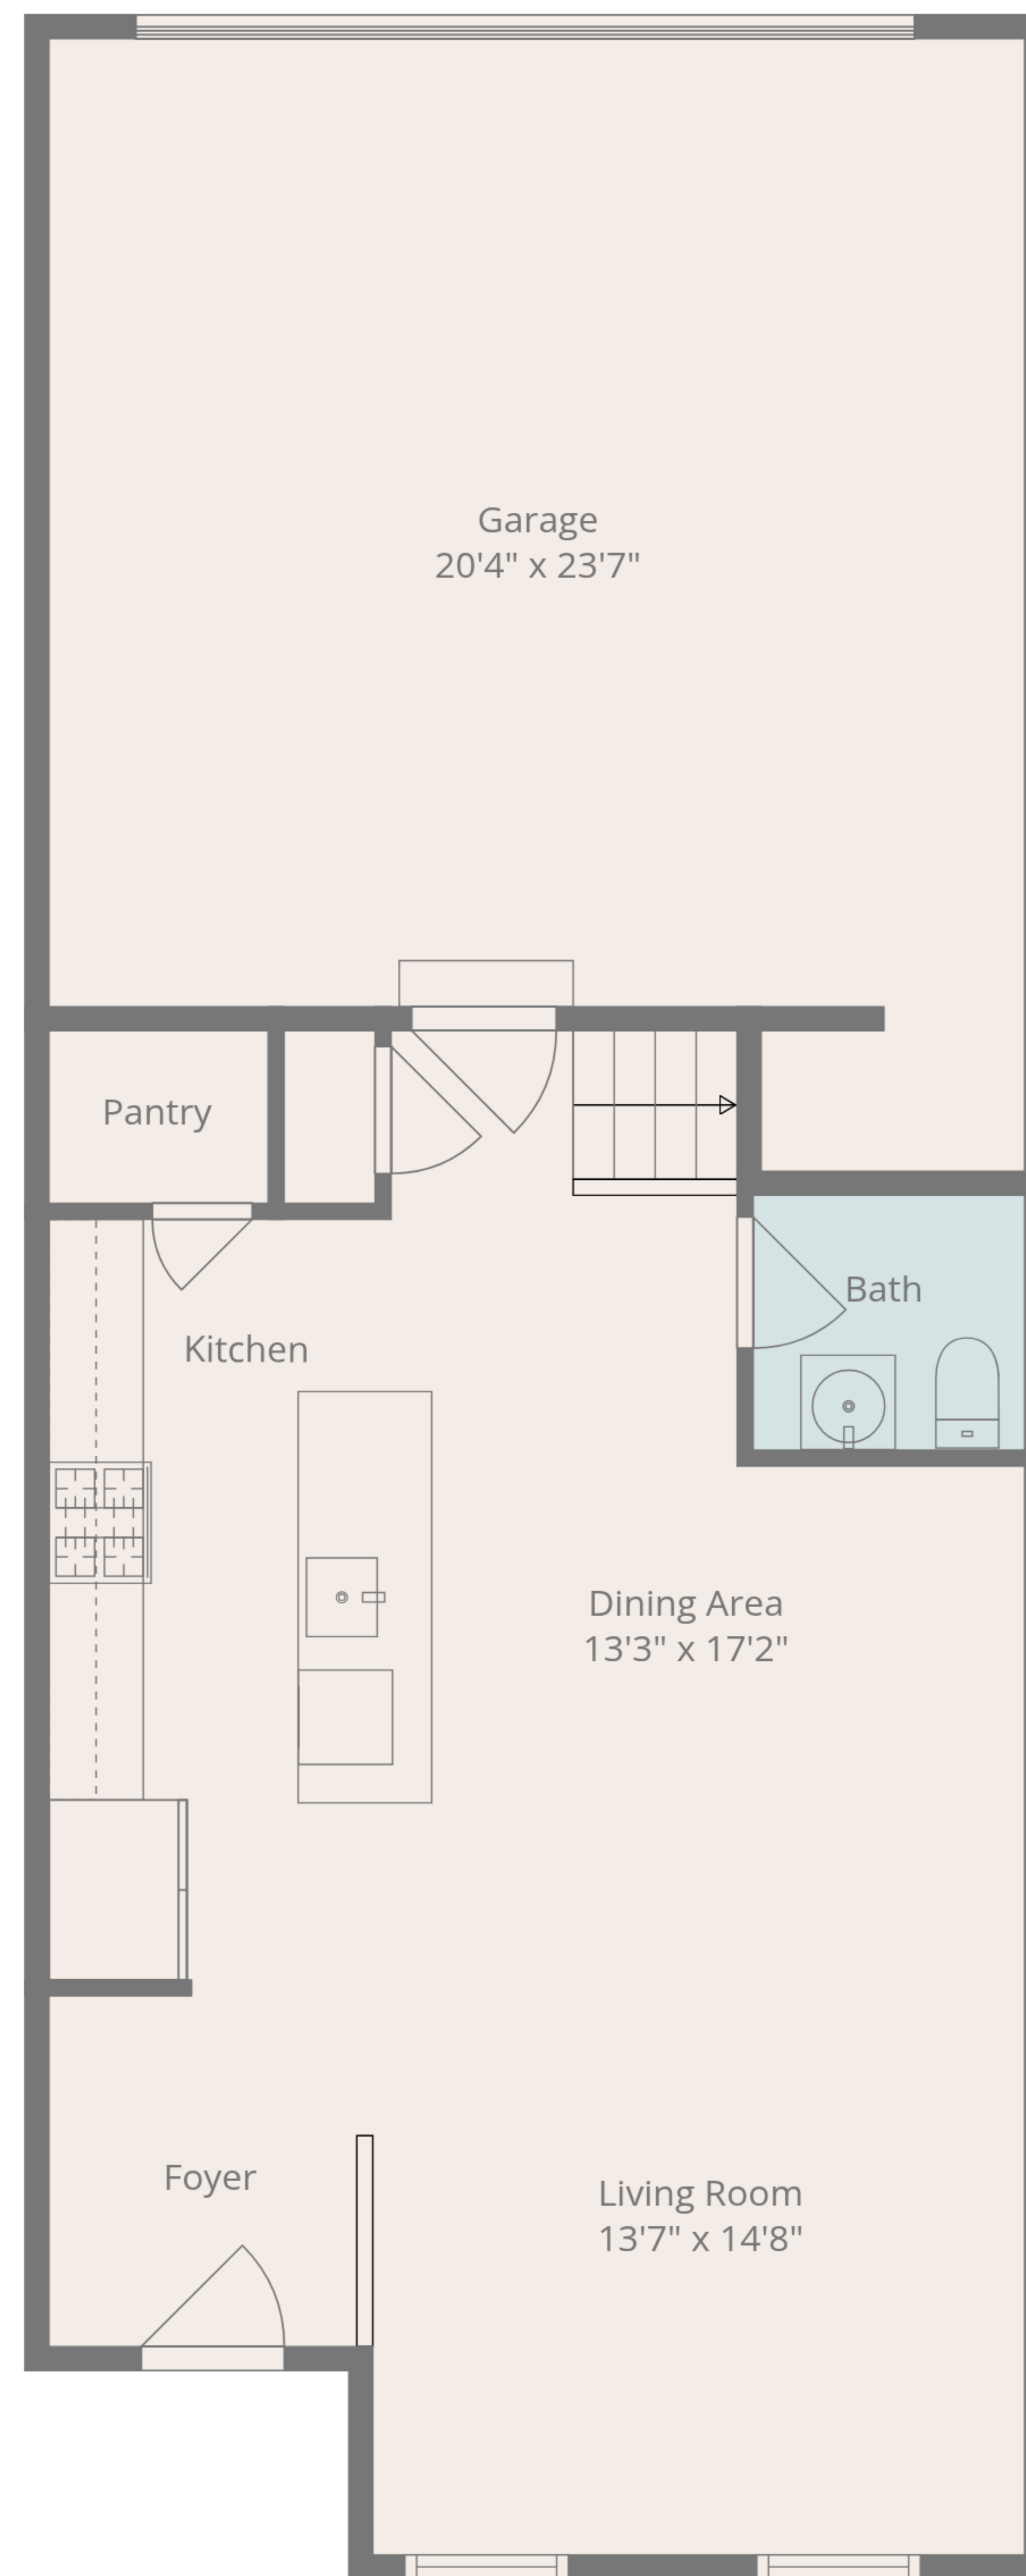 Garage
20'4" x 23'7"
Pantry
Bath
Kitchen
Dining Area
13'3" x 17'2"
Foyer
Living Room
13'7" x 14'8"